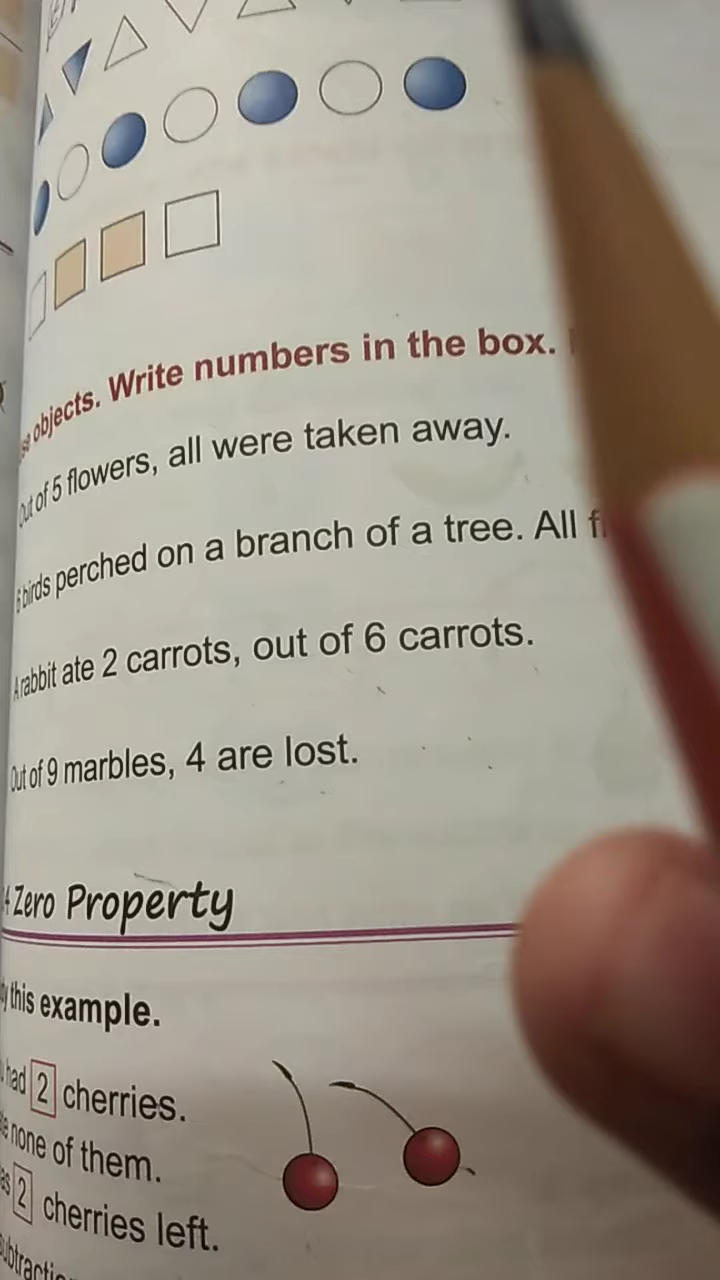 objects. Write numbers in the box.
Out of 5 flowers, all were taken away.
6 birds perched on a branch of a tree. All
A rabbit ate 2 carrots, out of 6 carrots.
Out of 9 marbles, 4 are lost.
4 Zero Property
this example.
had 2 cherries.
none of them.
2 cherries left.